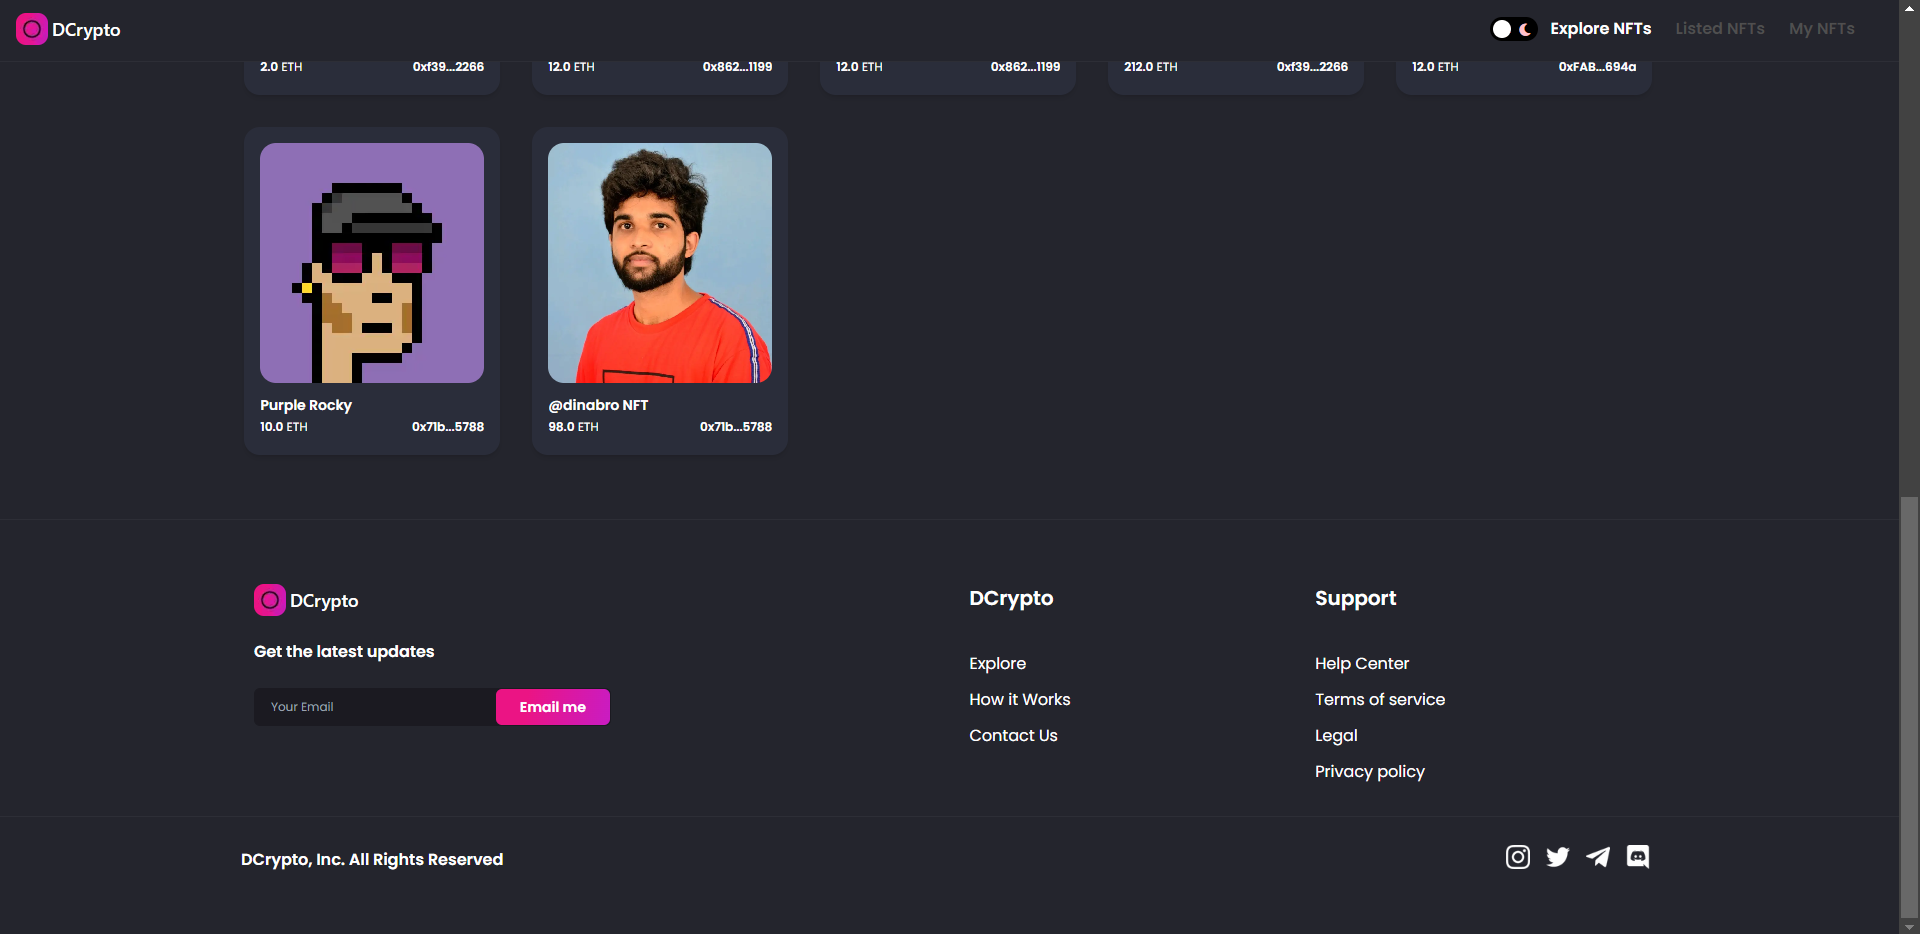 DCrypto
Explore NFTs Listed NFTs My NFTs
2.0 ETH 0xf39...2266 12.0 ETH 0x862...1199 12.0 ETH 0x862...1199 212.0 ETH 0xf39...2266 12.0 ETH 0xFAB...694a
Purple Rocky
10.0 ETH 0x71b...5788
@dinabro NFT
98.0 ETH 0x71b...5788
DCrypto
Get the latest updates
Your Email Email me
DCrypto
Explore
How it Works
Contact Us
Support
Help Center
Terms of service
Legal
Privacy policy
DCrypto, Inc. All Rights Reserved